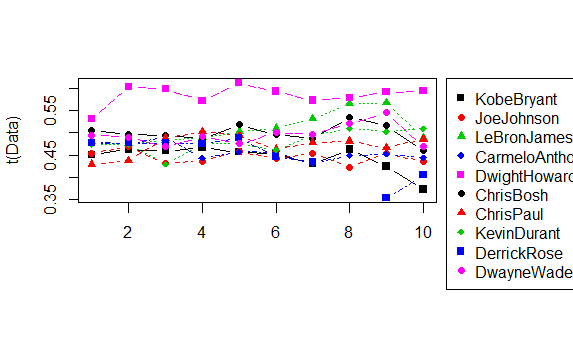 t(Data)
0.55
0.45
0.35
2
4
6
8
10
KobeBryant
JoeJohnson
LeBronJames
CarmeloAntho
DwightHoward
ChrisBosh
ChrisPaul
KevinDurant
DerrickRose
DwayneWade